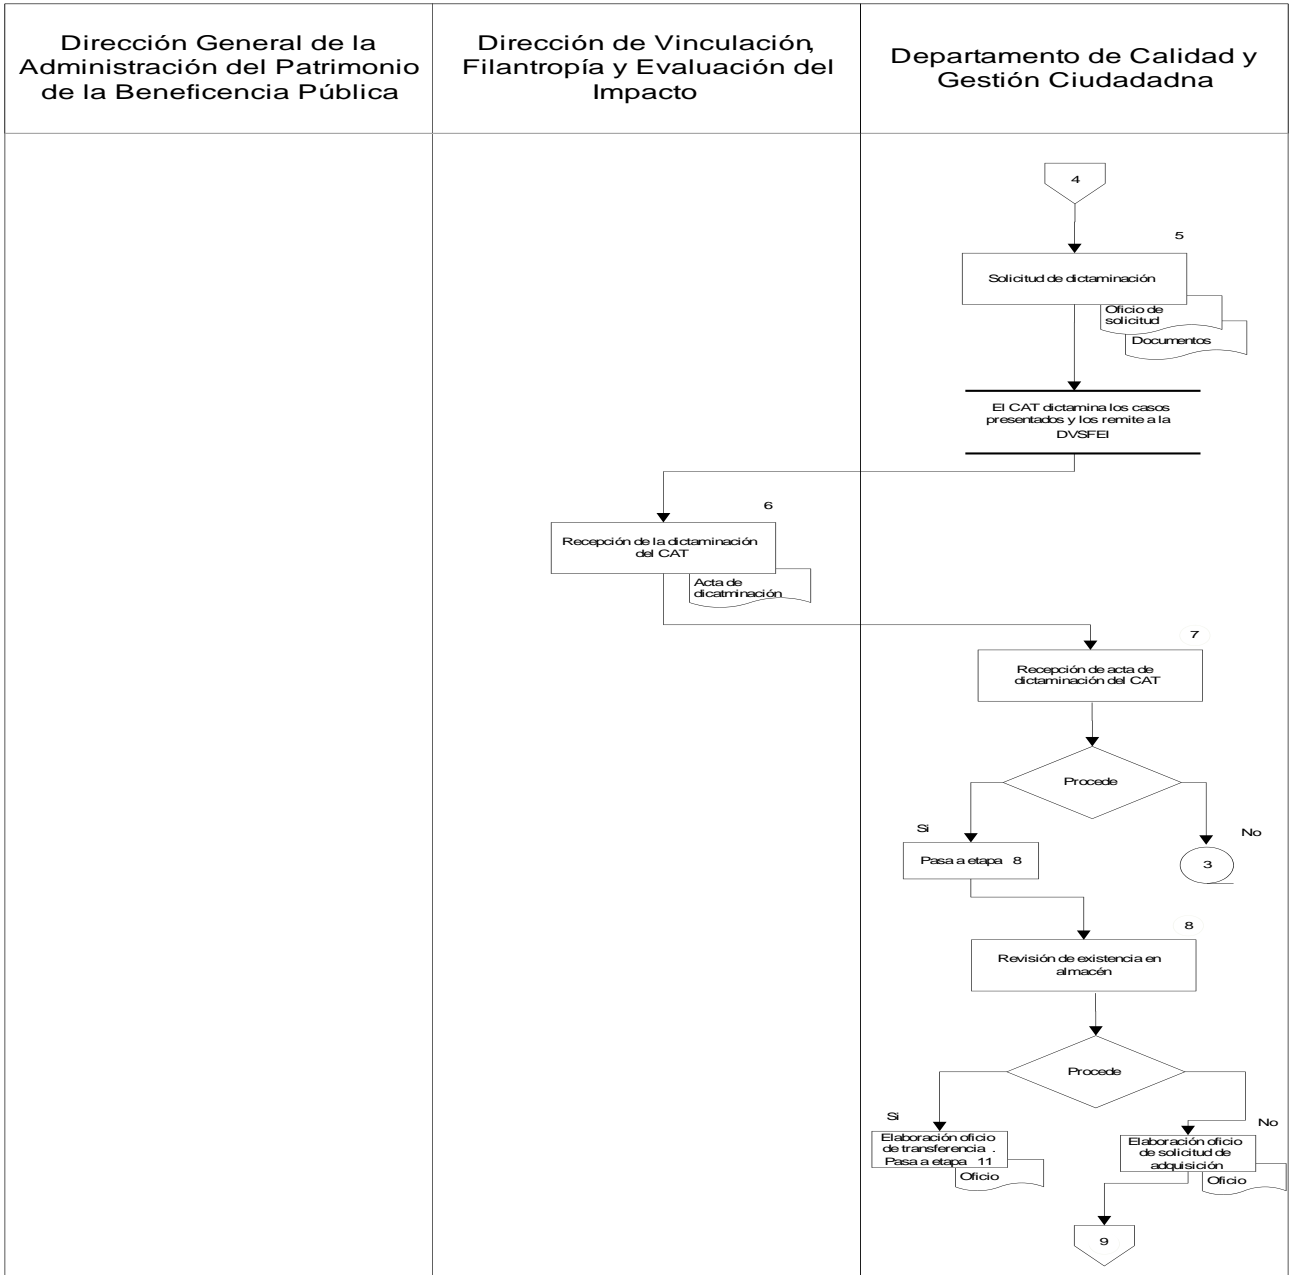 Dirección General de la
Administración del Patrimonio
de la Beneficencia Pública
Dirección de Vinculación,
Filantropía y Evaluación del
Impacto
Departamento de Calidad y
Gestión Ciudadadna
4
5
Solicitud de dictaminación
Oficio de
solicitud
Documentos
El CAT dictamina los casos
presentados y los remite a la
DVSFEI
6
Recepción de la dictaminación
del CAT
Acta de
dicatminación
7
Recepción de acta de
dictaminación del CAT
Procede
Si
No
Pasa a etapa 8
3
8
Revisión de existencia en
almacén
Procede
Si
No
Elaboración oficio
de transferencia .
Pasa a etapa 11
Oficio
Elaboración oficio
de solicitud de
adquisición
Oficio
9